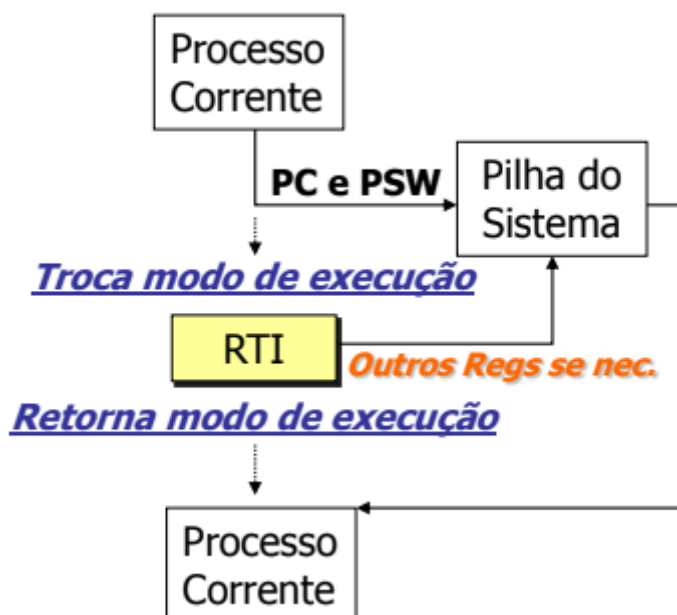 Processo
Corrente
PC e PSW
Pilha do
Sistema
Troca modo de execução
RTI
Outros Regs se nec.
Retorna modo de execução
Processo
Corrente